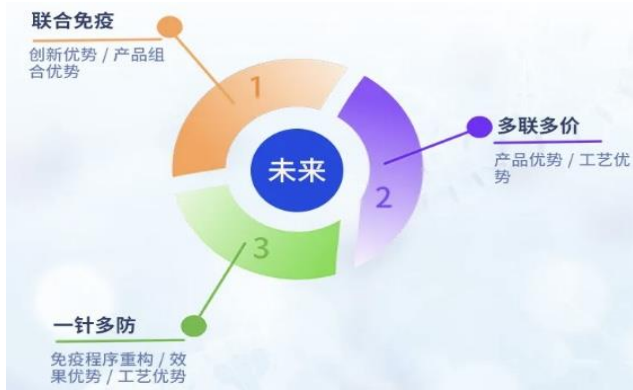 联合免疫
创新优势 / 产品组
合优势
1
多联多价
产品优势 / 工艺优
势
未来
2
3
一针多防
免疫程序重构 / 效
果优势 / 工艺优势